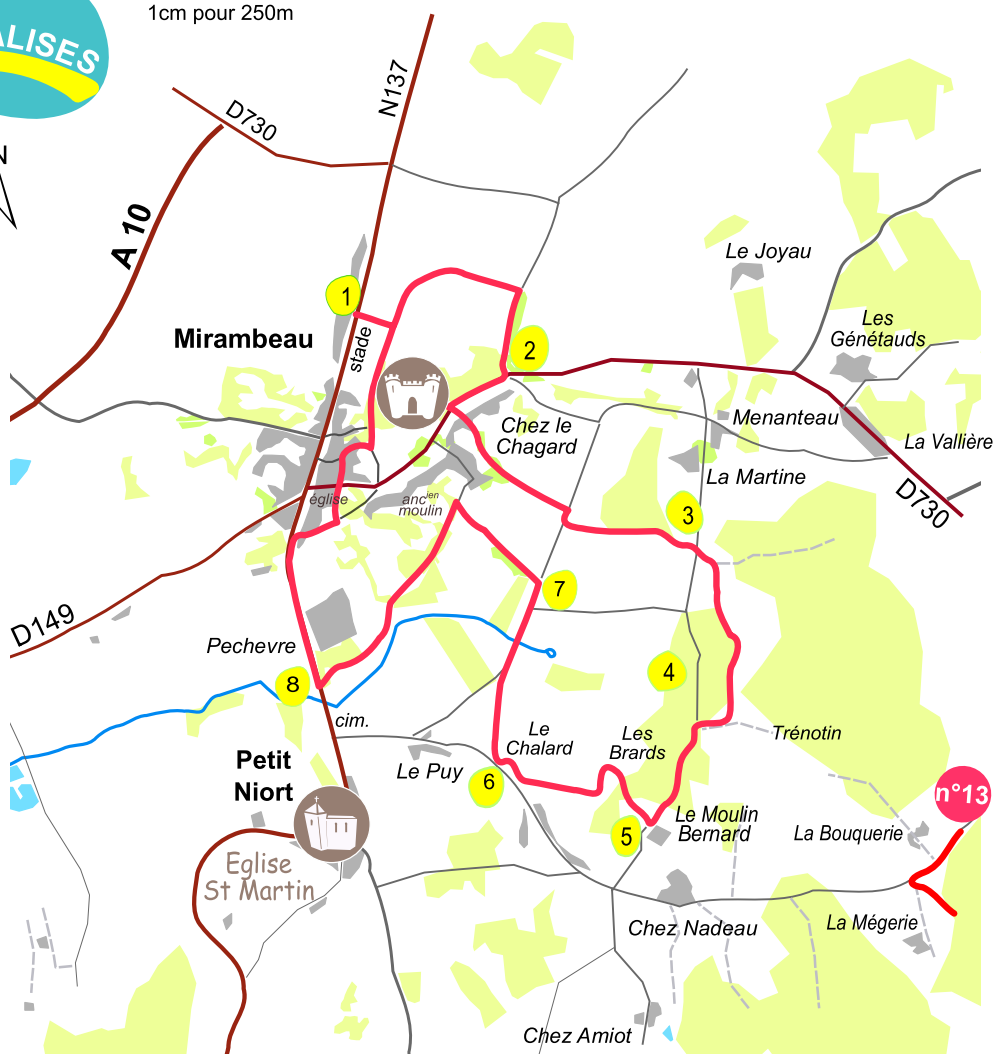 1cm pour 250m
ALISES
N
D730
N137
A 10
Le Joyau
1
Mirambeau
stade
2
Les
Génétauds
Chez le
Chagard
Menanteau
La Vallière
La Martine
D730
église
anc ien
moulin
3
7
D149
Pechevre
8
4
cim.
Le
Chalard
Les
Brards
Trénotin
Petit
Niort
Le Puy
6
n°13
5
Le Moulin
Bernard
La Bouquerie
Eglise
St Martin
Chez Nadeau
La Mégerie
Chez Amiot